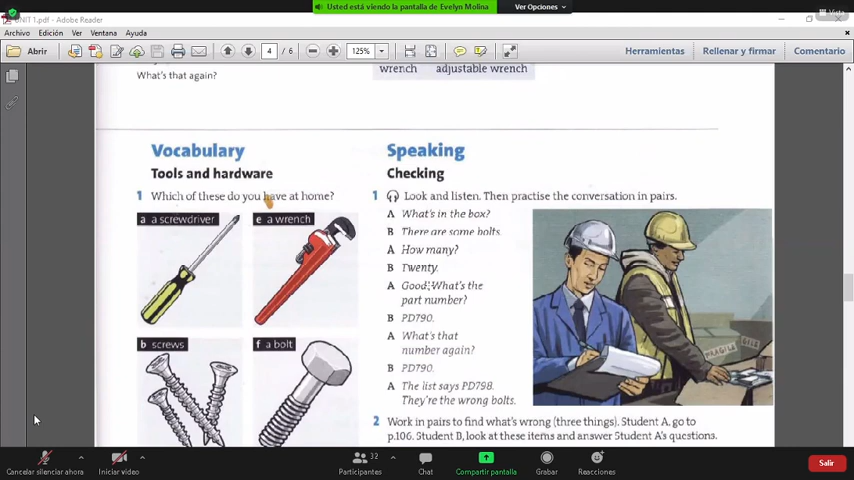 Usted está viendo la pantalla de Evelyn Molina
Ver Opciones
Vista
UNIT 1.pdf - Adobe Reader
Archivo Edición Ver Ventana Ayuda
Abrir
4 / 6
125%
Herramientas Rellenar y firmar Comentario
What's that again?
wrench adjustable wrench
Vocabulary
Tools and hardware
1 Which of these do you have at home?
a a screwdriver
e a wrench
b screws
f a bolt
Speaking
Checking
1 Look and listen. Then practise the conversation in pairs.
A What's in the box?
B There are some bolts.
A How many?
B Twenty.
A Good. What's the
part number?
B PD790.
A What's that
number again?
B PD790.
A The list says PD798.
They're the wrong bolts.
FRAGILE
2 Work in pairs to find what's wrong (three things). Student A, go to
p.106. Student B, look at these items and answer Student A's questions.
Cancelar silenciar ahora
Iniciar video
Participantes
32
Chat
Compartir pantalla
Grabar
Reacciones
Salir